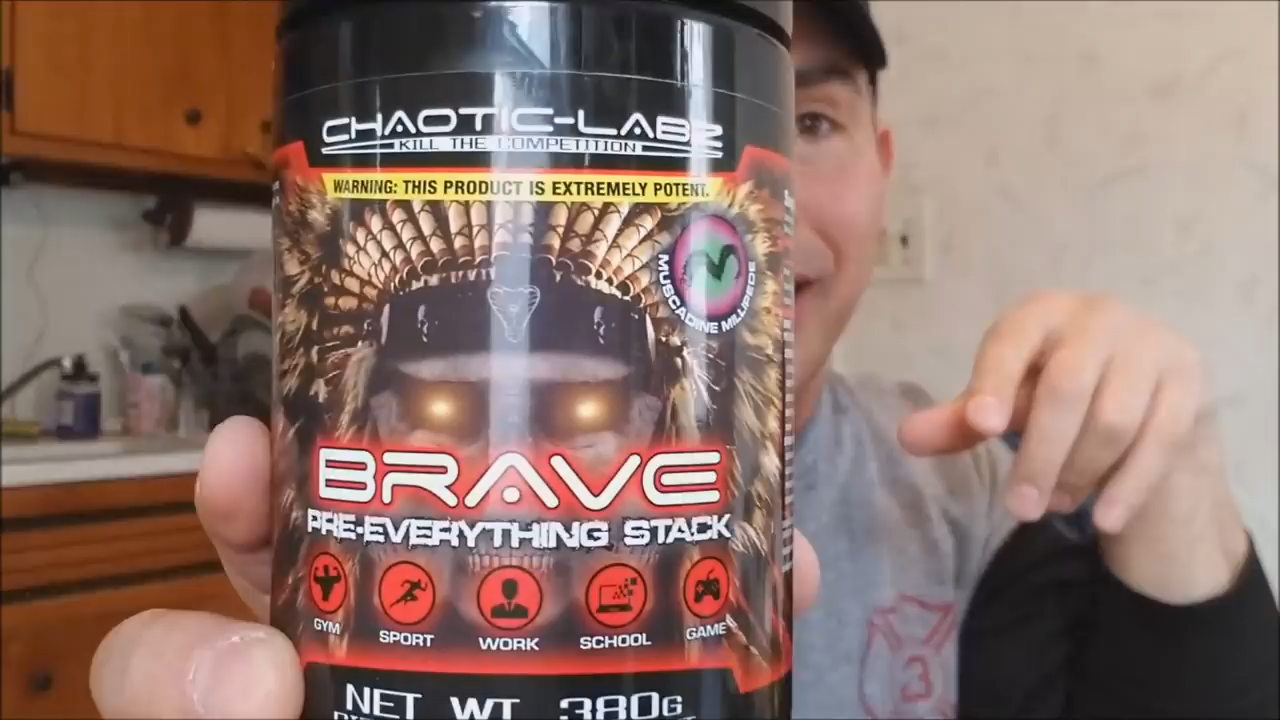 CHAOTIC-LABZ
KILL THE COMPETITION
WARNING: THIS PRODUCT IS EXTREMELY POTENT.
MUSCADINE MILLIPEDE
BRAVE
PRE-EVERYTHING STACK
GYM
SPORT
WORK
SCHOOL
GAME
NET WT 380G
3